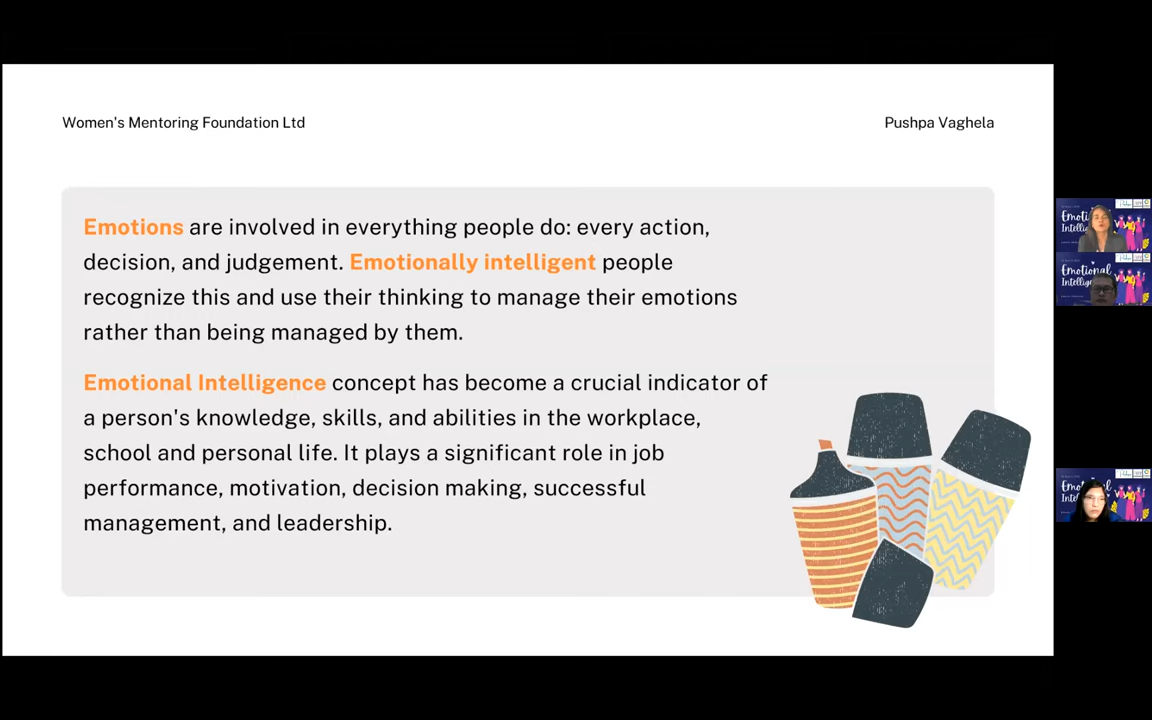 Women's Mentoring Foundation Ltd
Pushpa Vaghela
Emotions are involved in everything people do: every action,
decision, and judgement. Emotionally intelligent people
recognize this and use their thinking to manage their emotions
rather than being managed by them.
Emotional Intelligence concept has become a crucial indicator of
a person's knowledge, skills, and abilities in the workplace,
school and personal life. It plays a significant role in job
performance, motivation, decision making, successful
management, and leadership.
Emotional